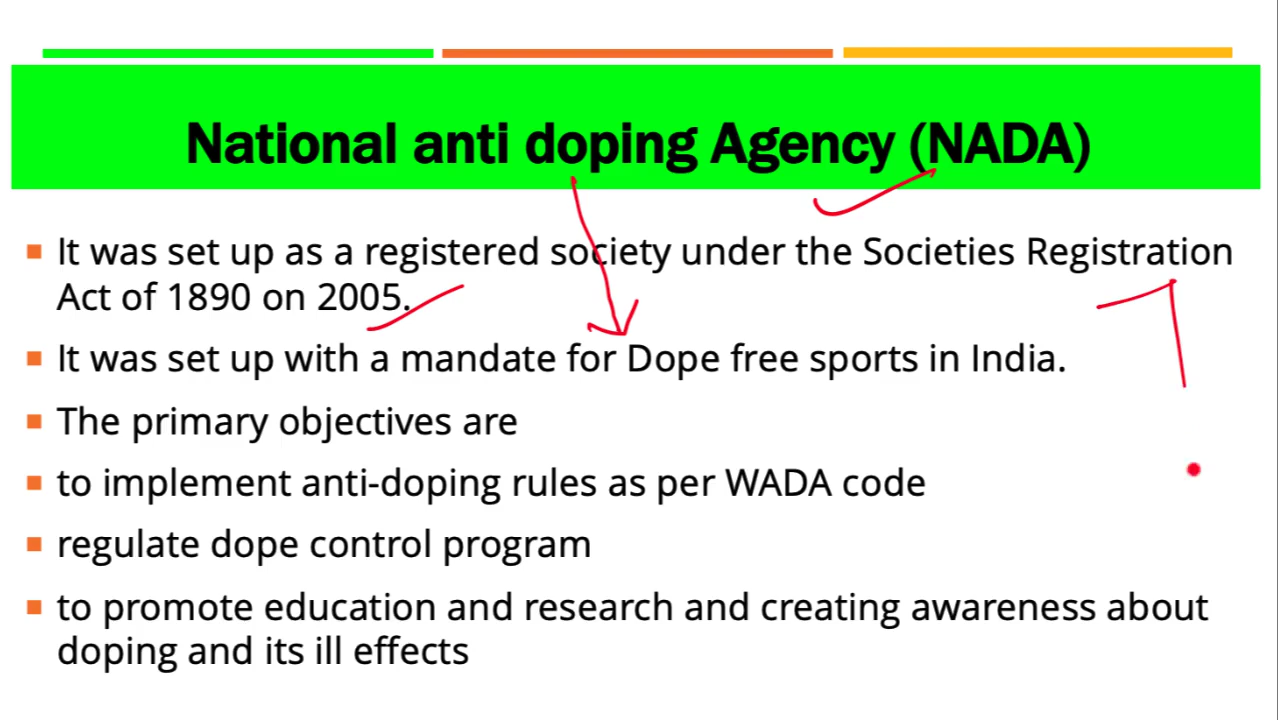 National anti doping Agency (NADA)
It was set up as a registered society under the Societies Registration
Act of 1890 on 2005.
It was set up with a mandate for Dope free sports in India.
The primary objectives are
to implement anti-doping rules as per WADA code
regulate dope control program
to promote education and research and creating awareness about
doping and its ill effects